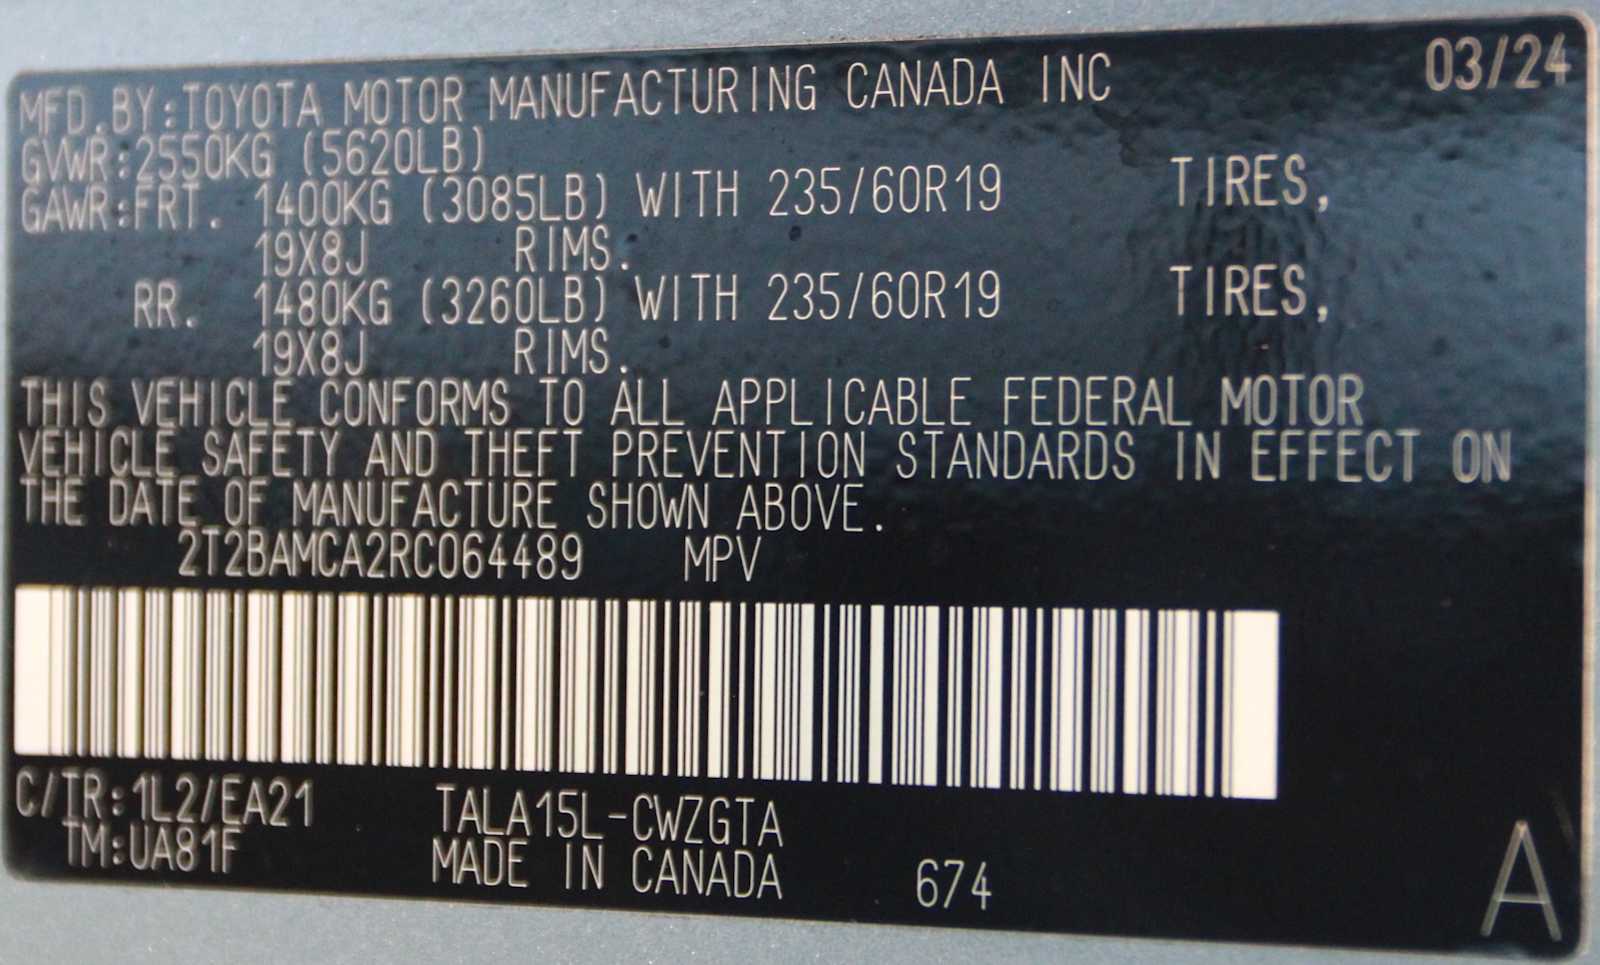 03/24
MFD.BY:TOYOTA MOTOR MANUFACTURING CANADA INC
GVWR:2550KG (5620LB)
GAWR:FRT. 1400KG (3085LB) WITH 235/60R19 TIRES,
19X8J RIMS.
RR. 1480KG (3260LB) WITH 235/60R19 TIRES,
19X8J RIMS.
THIS VEHICLE CONFORMS TO ALL APPLICABLE FEDERAL MOTOR
VEHICLE SAFETY AND THEFT PREVENTION STANDARDS IN EFFECT ON
THE DATE OF MANUFACTURE SHOWN ABOVE.
2T2BAMCA2RC064489 MPV
C/TR:1L2/EA21 TALA15L-CWZGTA
TM:UA81F MADE IN CANADA 674
A